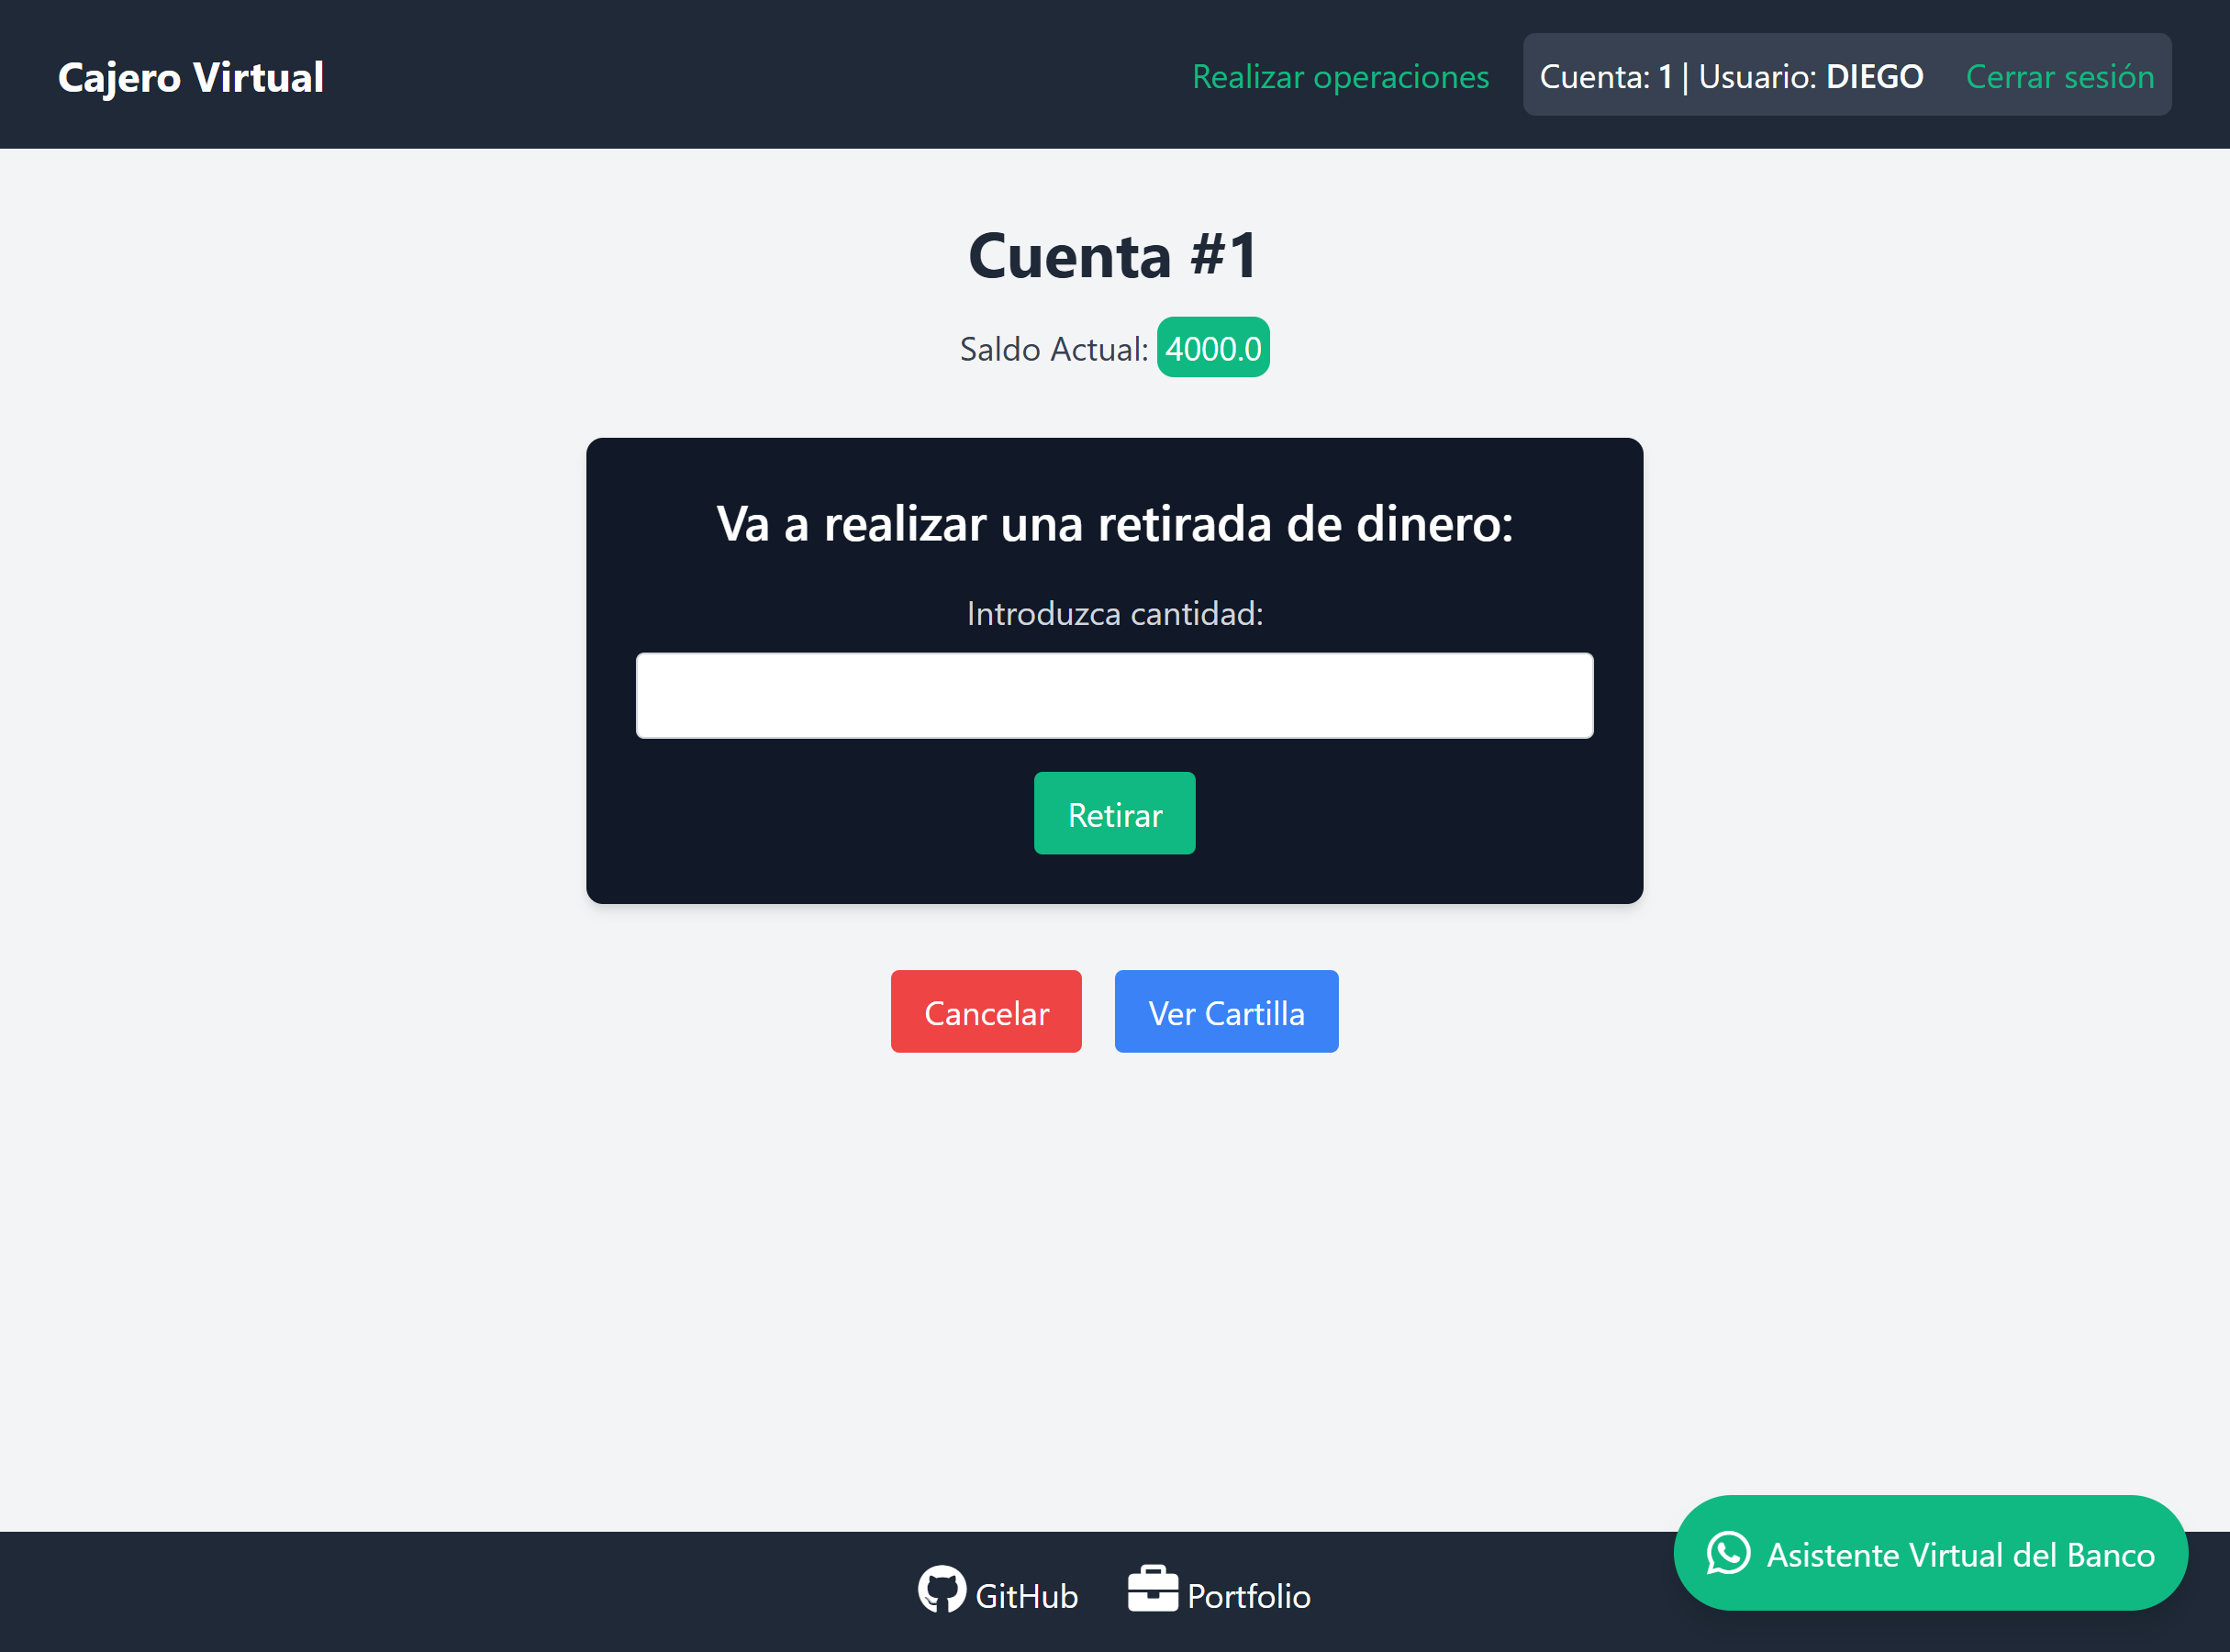 Cajero Virtual
Realizar operaciones
Cuenta: 1 | Usuario: DIEGO
Cerrar sesión
Cuenta #1
Saldo Actual: 4000.0
Va a realizar una retirada de dinero:
Introduzca cantidad:
Retirar
Cancelar
Ver Cartilla
GitHub
Portfolio
Asistente Virtual del Banco